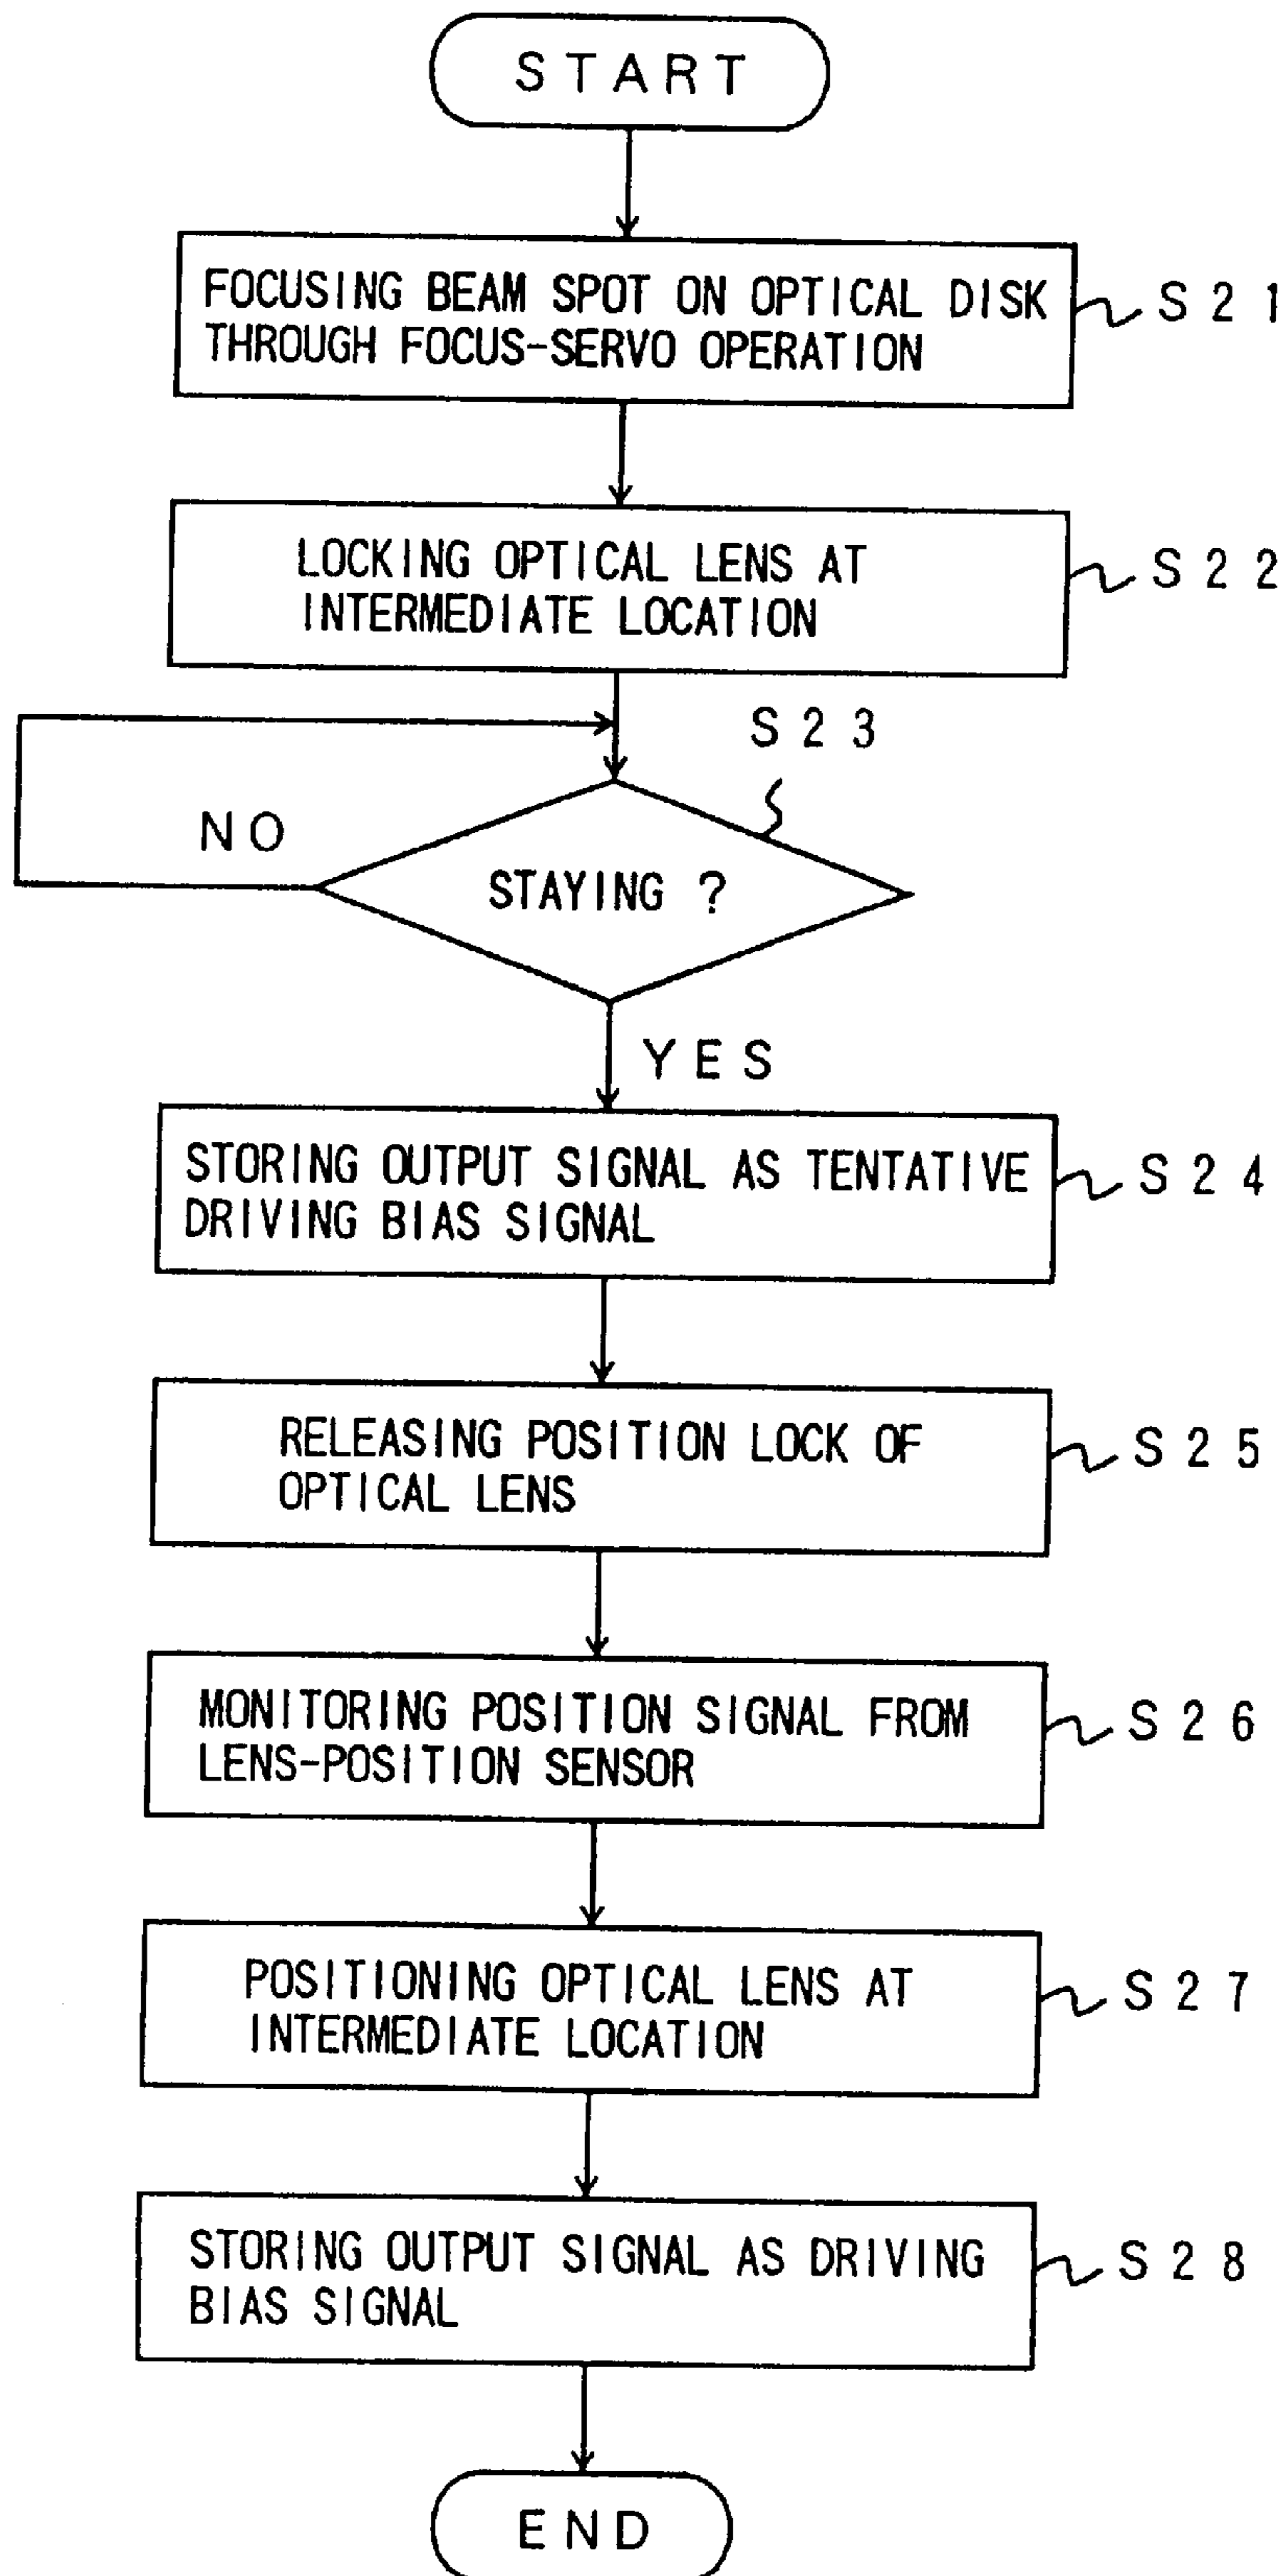 START
FOCUSING BEAM SPOT ON OPTICAL DISK
THROUGH FOCUS-SERVO OPERATION
S21
LOCKING OPTICAL LENS AT
INTERMEDIATE LOCATION
S22
S23
NO
STAYING ?
YES
STORING OUTPUT SIGNAL AS TENTATIVE
DRIVING BIAS SIGNAL
S24
RELEASING POSITION LOCK OF
OPTICAL LENS
S25
MONITORING POSITION SIGNAL FROM
LENS-POSITION SENSOR
S26
POSITIONING OPTICAL LENS AT
INTERMEDIATE LOCATION
S27
STORING OUTPUT SIGNAL AS DRIVING
BIAS SIGNAL
S28
END